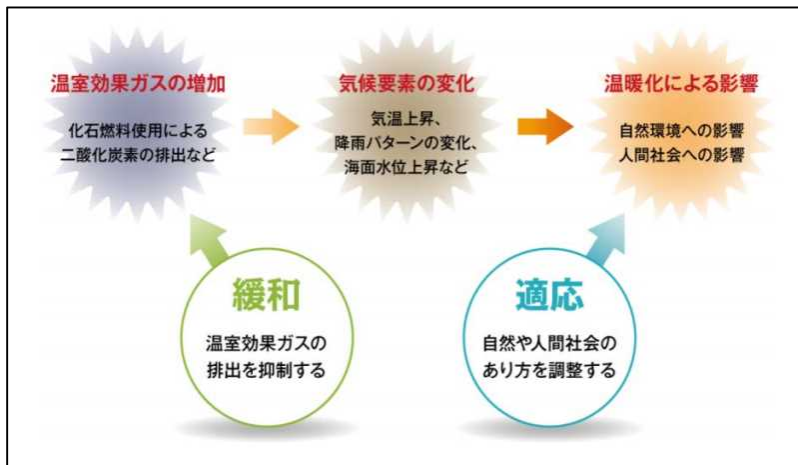 温室効果ガスの増加
化石燃料使用による
二酸化炭素の排出など
気候要素の変化
気温上昇、
降雨パターンの変化、
海面水位上昇など
温暖化による影響
自然環境への影響
人間社会への影響
緩和
温室効果ガスの
排出を抑制する
適応
自然や人間社会の
あり方を調整する